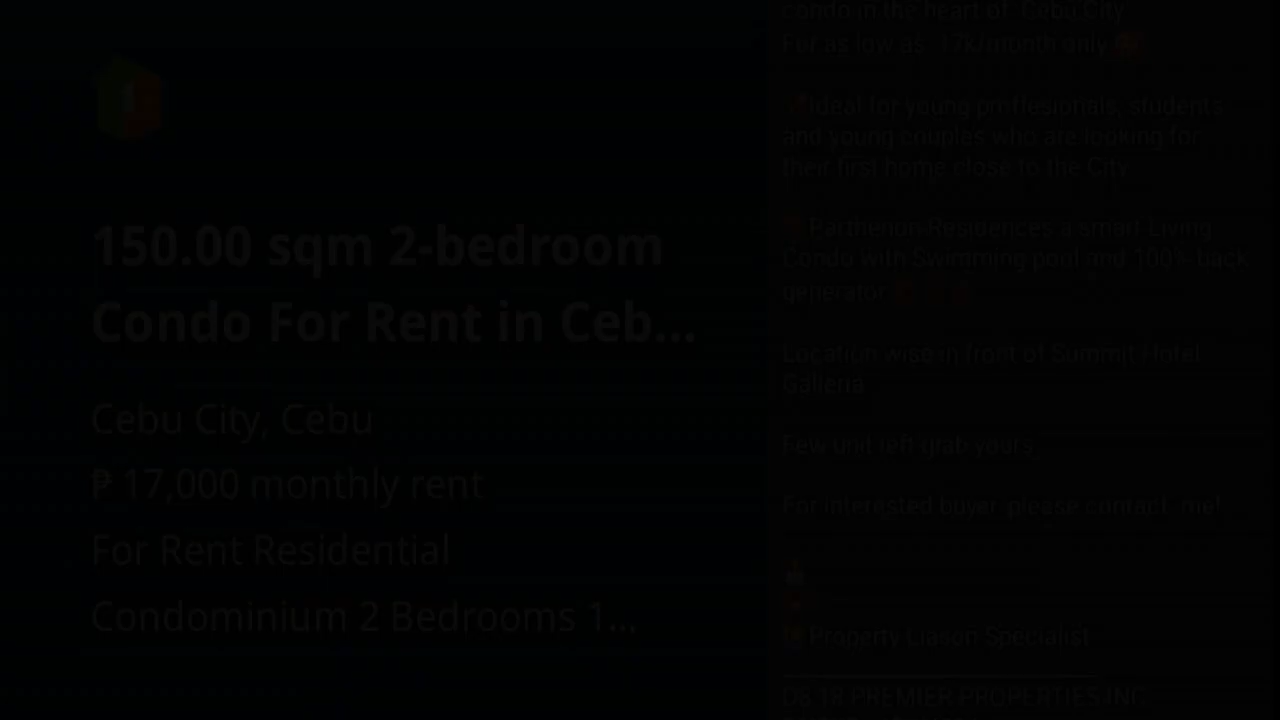 150.00 sqm 2-bedroom
Condo For Rent in Ceb...
Cebu City, Cebu
₱ 17,000 monthly rent
For Rent Residential
Condominium 2 Bedrooms 1...
condo in the heart of Cebu City
For as low as 17k/month only
Ideal for young proffesionals, students
and young couples who are looking for
their first home close to the City
Parthenon Residences a smart Living
Condo with Swimming pool and 100% back
generator
Location wise in front of Summit Hotel
Galleria
Few unit left grab yours
For interested buyer please contact me!
Property Liason Specialist
DB 18 PREMIER PROPERTIES INC